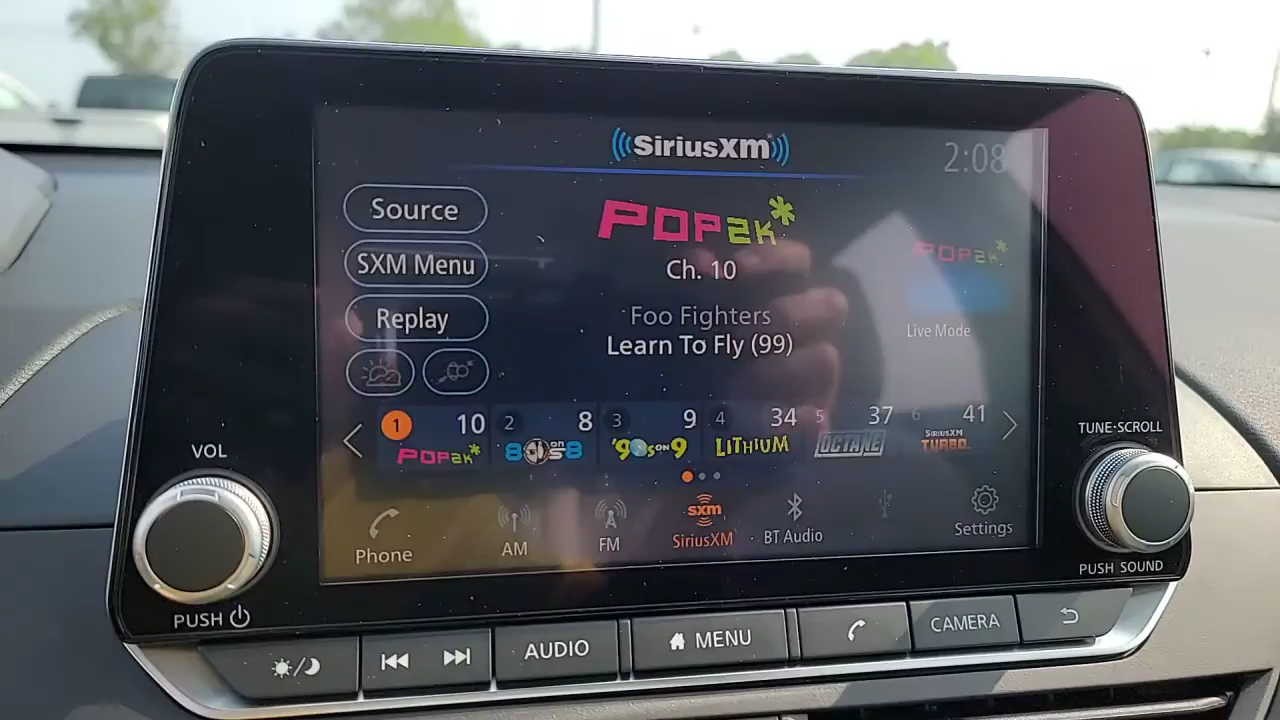 SiriusXM
2:08
Source
POP2K*
SXM Menu
Ch. 10
POP2K*
Replay
Foo Fighters
Learn To Fly (99)
Live Mode
1 10 2 8 3 9 4 34 5 37 6 41
POP2K* 80s on 8 '90s ON 9 LITHIUM OCTANE SIRIUSXM TURBO
VOL
TUNE·SCROLL
sxm
Phone AM FM SiriusXM BT Audio Settings
PUSH
PUSH SOUND
AUDIO MENU CAMERA